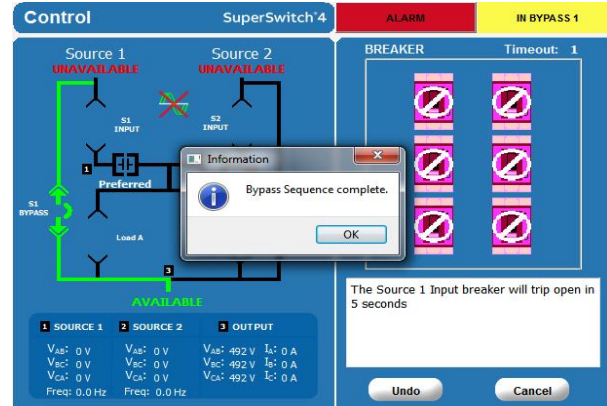 Control
SuperSwitch®4
ALARM
IN BYPASS 1
Source 1
UNAVAILABLE
Source 2
UNAVAILABLE
S1
INPUT
S2
INPUT
1
Preferred
S1
BYPASS
Load A
3
AVAILABLE
Information
Bypass Sequence complete.
OK
BREAKER Timeout: 1
The Source 1 Input breaker will trip open in
5 seconds
Undo
Cancel
1 SOURCE 1
VAB: 0 V
VBC: 0 V
VCA: 0 V
Freq: 0.0 Hz
2 SOURCE 2
VAB: 0 V
VBC: 0 V
VCA: 0 V
Freq: 0.0 Hz
3 OUTPUT
VAB: 492 V IA: 0 A
VBC: 492 V IB: 0 A
VCA: 492 V IC: 0 A